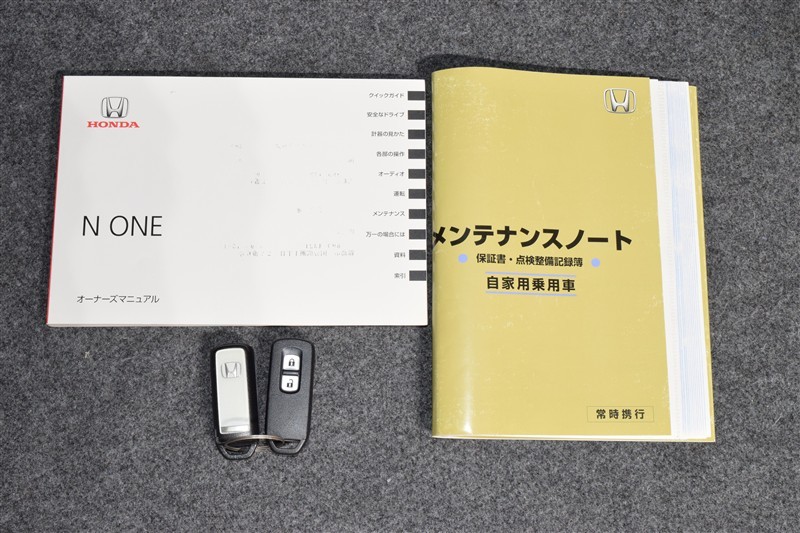 HONDA
N ONE
オーナーズマニュアル
クイックガイド
安全なドライブ
計器の見かた
各部の操作
オーディオ
運転
メンテナンス
万一の場合には
資料
索引
メンテナンスノート
保証書・点検整備記録簿
自家用乗用車
常時携行